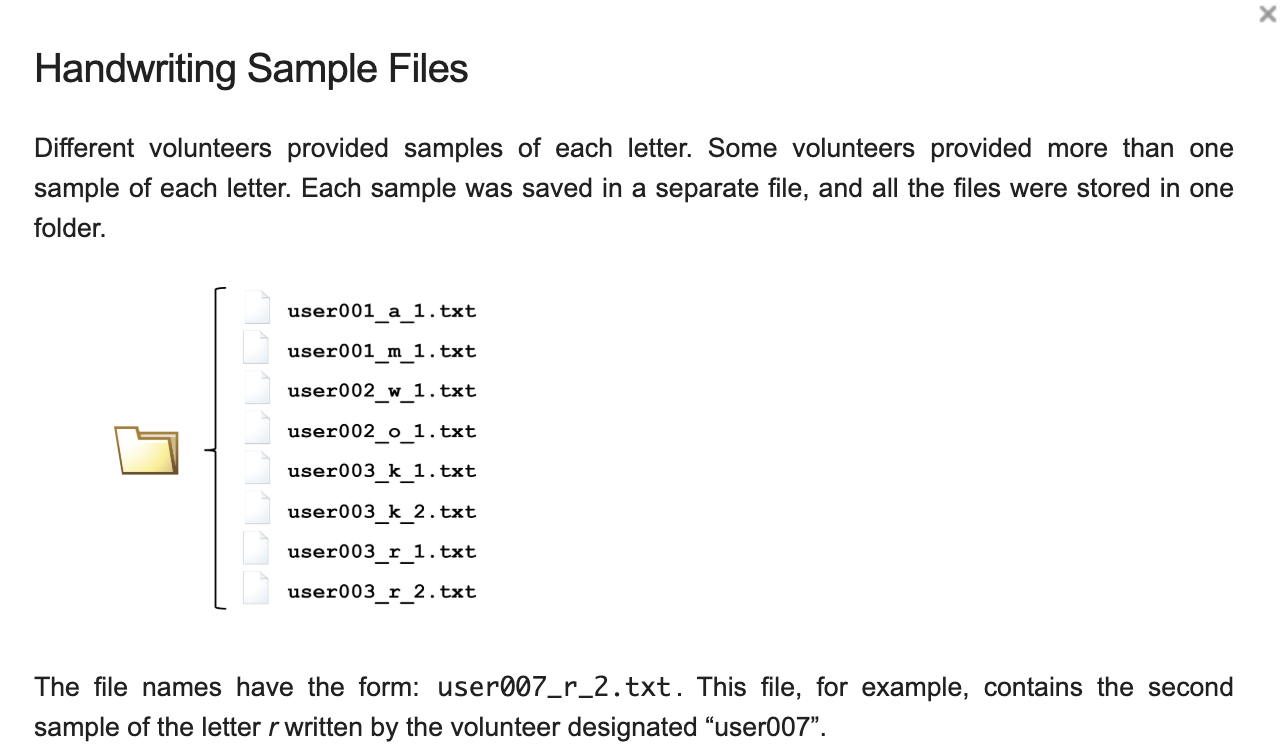 Handwriting Sample Files
Different volunteers provided samples of each letter. Some volunteers provided more than one
sample of each letter. Each sample was saved in a separate file, and all the files were stored in one
folder.
user001_a_1.txt
user001_m_1.txt
user002_w_1.txt
user002_o_1.txt
user003_k_1.txt
user003_k_2.txt
user003_r_1.txt
user003_r_2.txt
The file names have the form: user007_r_2.txt. This file, for example, contains the second
sample of the letter r written by the volunteer designated “user007”.